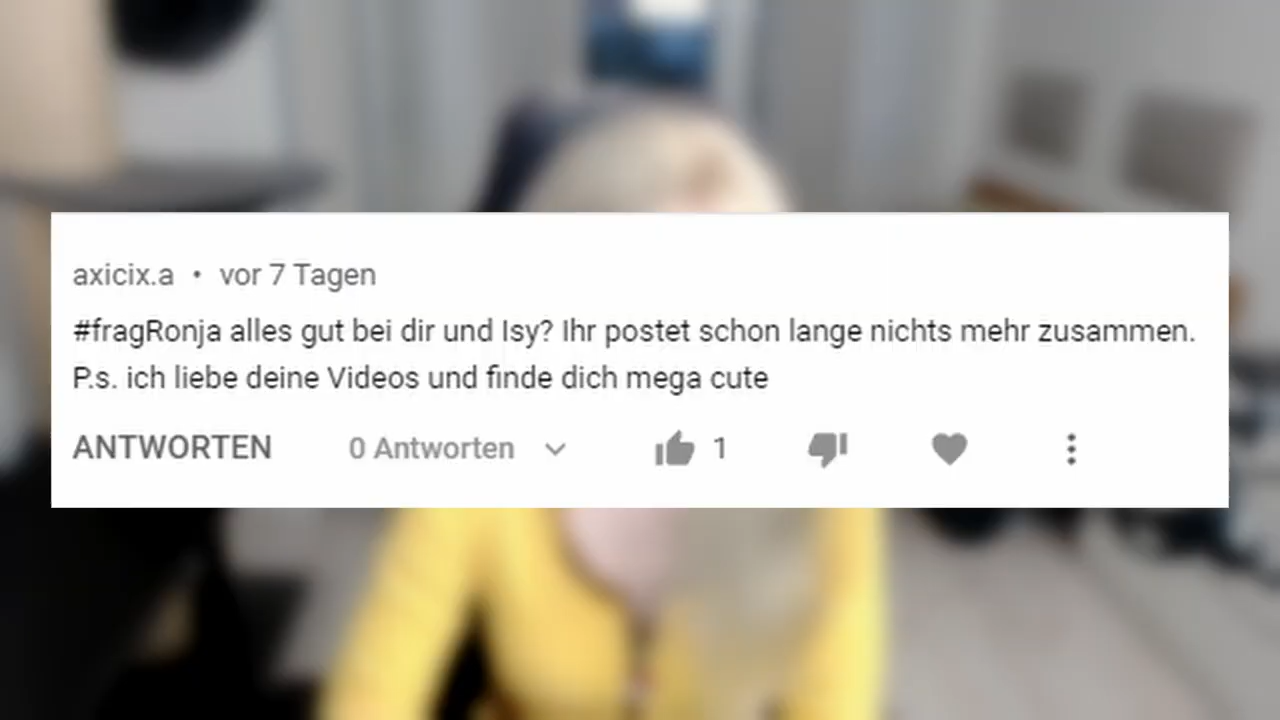 axicix.a • vor 7 Tagen
#fragRonja alles gut bei dir und Isy? Ihr postet schon lange nichts mehr zusammen.
P.s. ich liebe deine Videos und finde dich mega cute
ANTWORTEN 0 Antworten 1